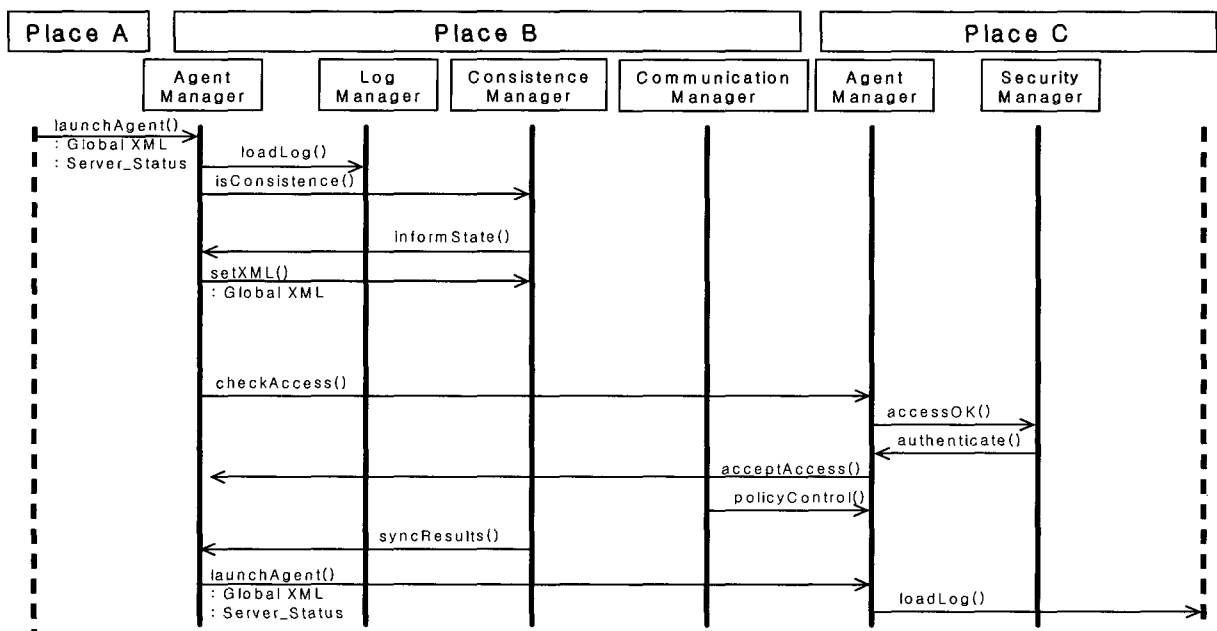 Place A
Place B
Place C
Agent
Manager
Log
Manager
Consistence
Manager
Communication
Manager
Agent
Manager
Security
Manager
launchAgent()
: Global XML
: Server_Status
loadLog()
isConsistence()
informState()
setXML()
: Global XML
checkAccess()
accessOK()
authenticate()
acceptAccess()
policyControl()
syncResults()
launchAgent()
: Global XML
: Server_Status
loadLog()